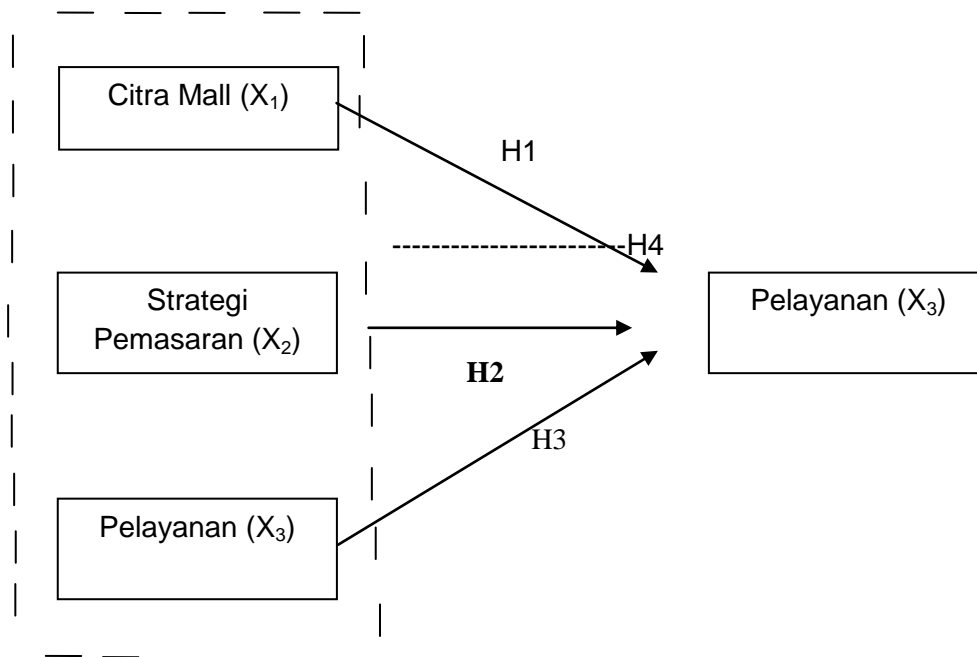 Citra Mall (X₁)
H1
H4
Strategi
Pemasaran (X₂)
Pelayanan (X₃)
H2
H3
Pelayanan (X₃)